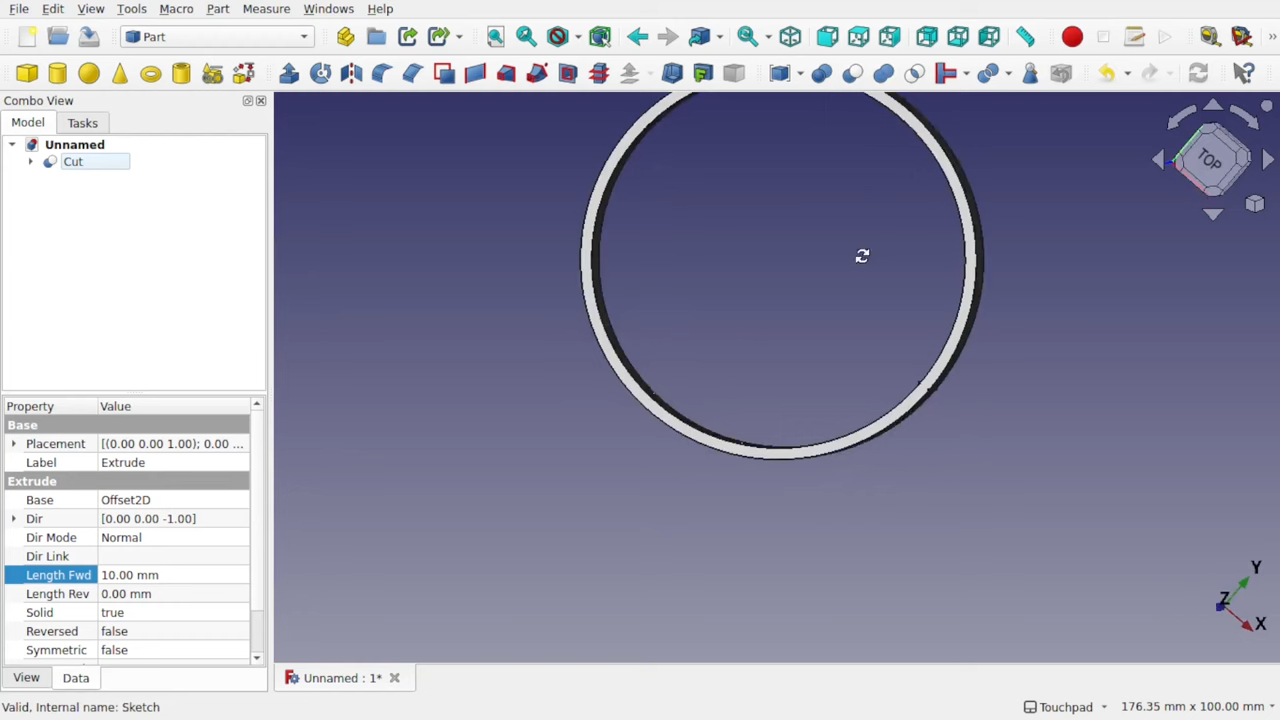 File Edit View Tools Macro Part Measure Windows Help
Part
Combo View
Model Tasks
Unnamed
Cut
TOP
Property Value
Base
Placement [(0.00 0.00 1.00); 0.00 ...
Label Extrude
Extrude
Base Offset2D
Dir [0.00 0.00 -1.00]
Dir Mode Normal
Dir Link
Length Fwd 10.00 mm
Length Rev 0.00 mm
Solid true
Reversed false
Symmetric false
Y
Z
X
View Data
Unnamed : 1*
Valid, Internal name: Sketch
Touchpad 176.35 mm x 100.00 mm